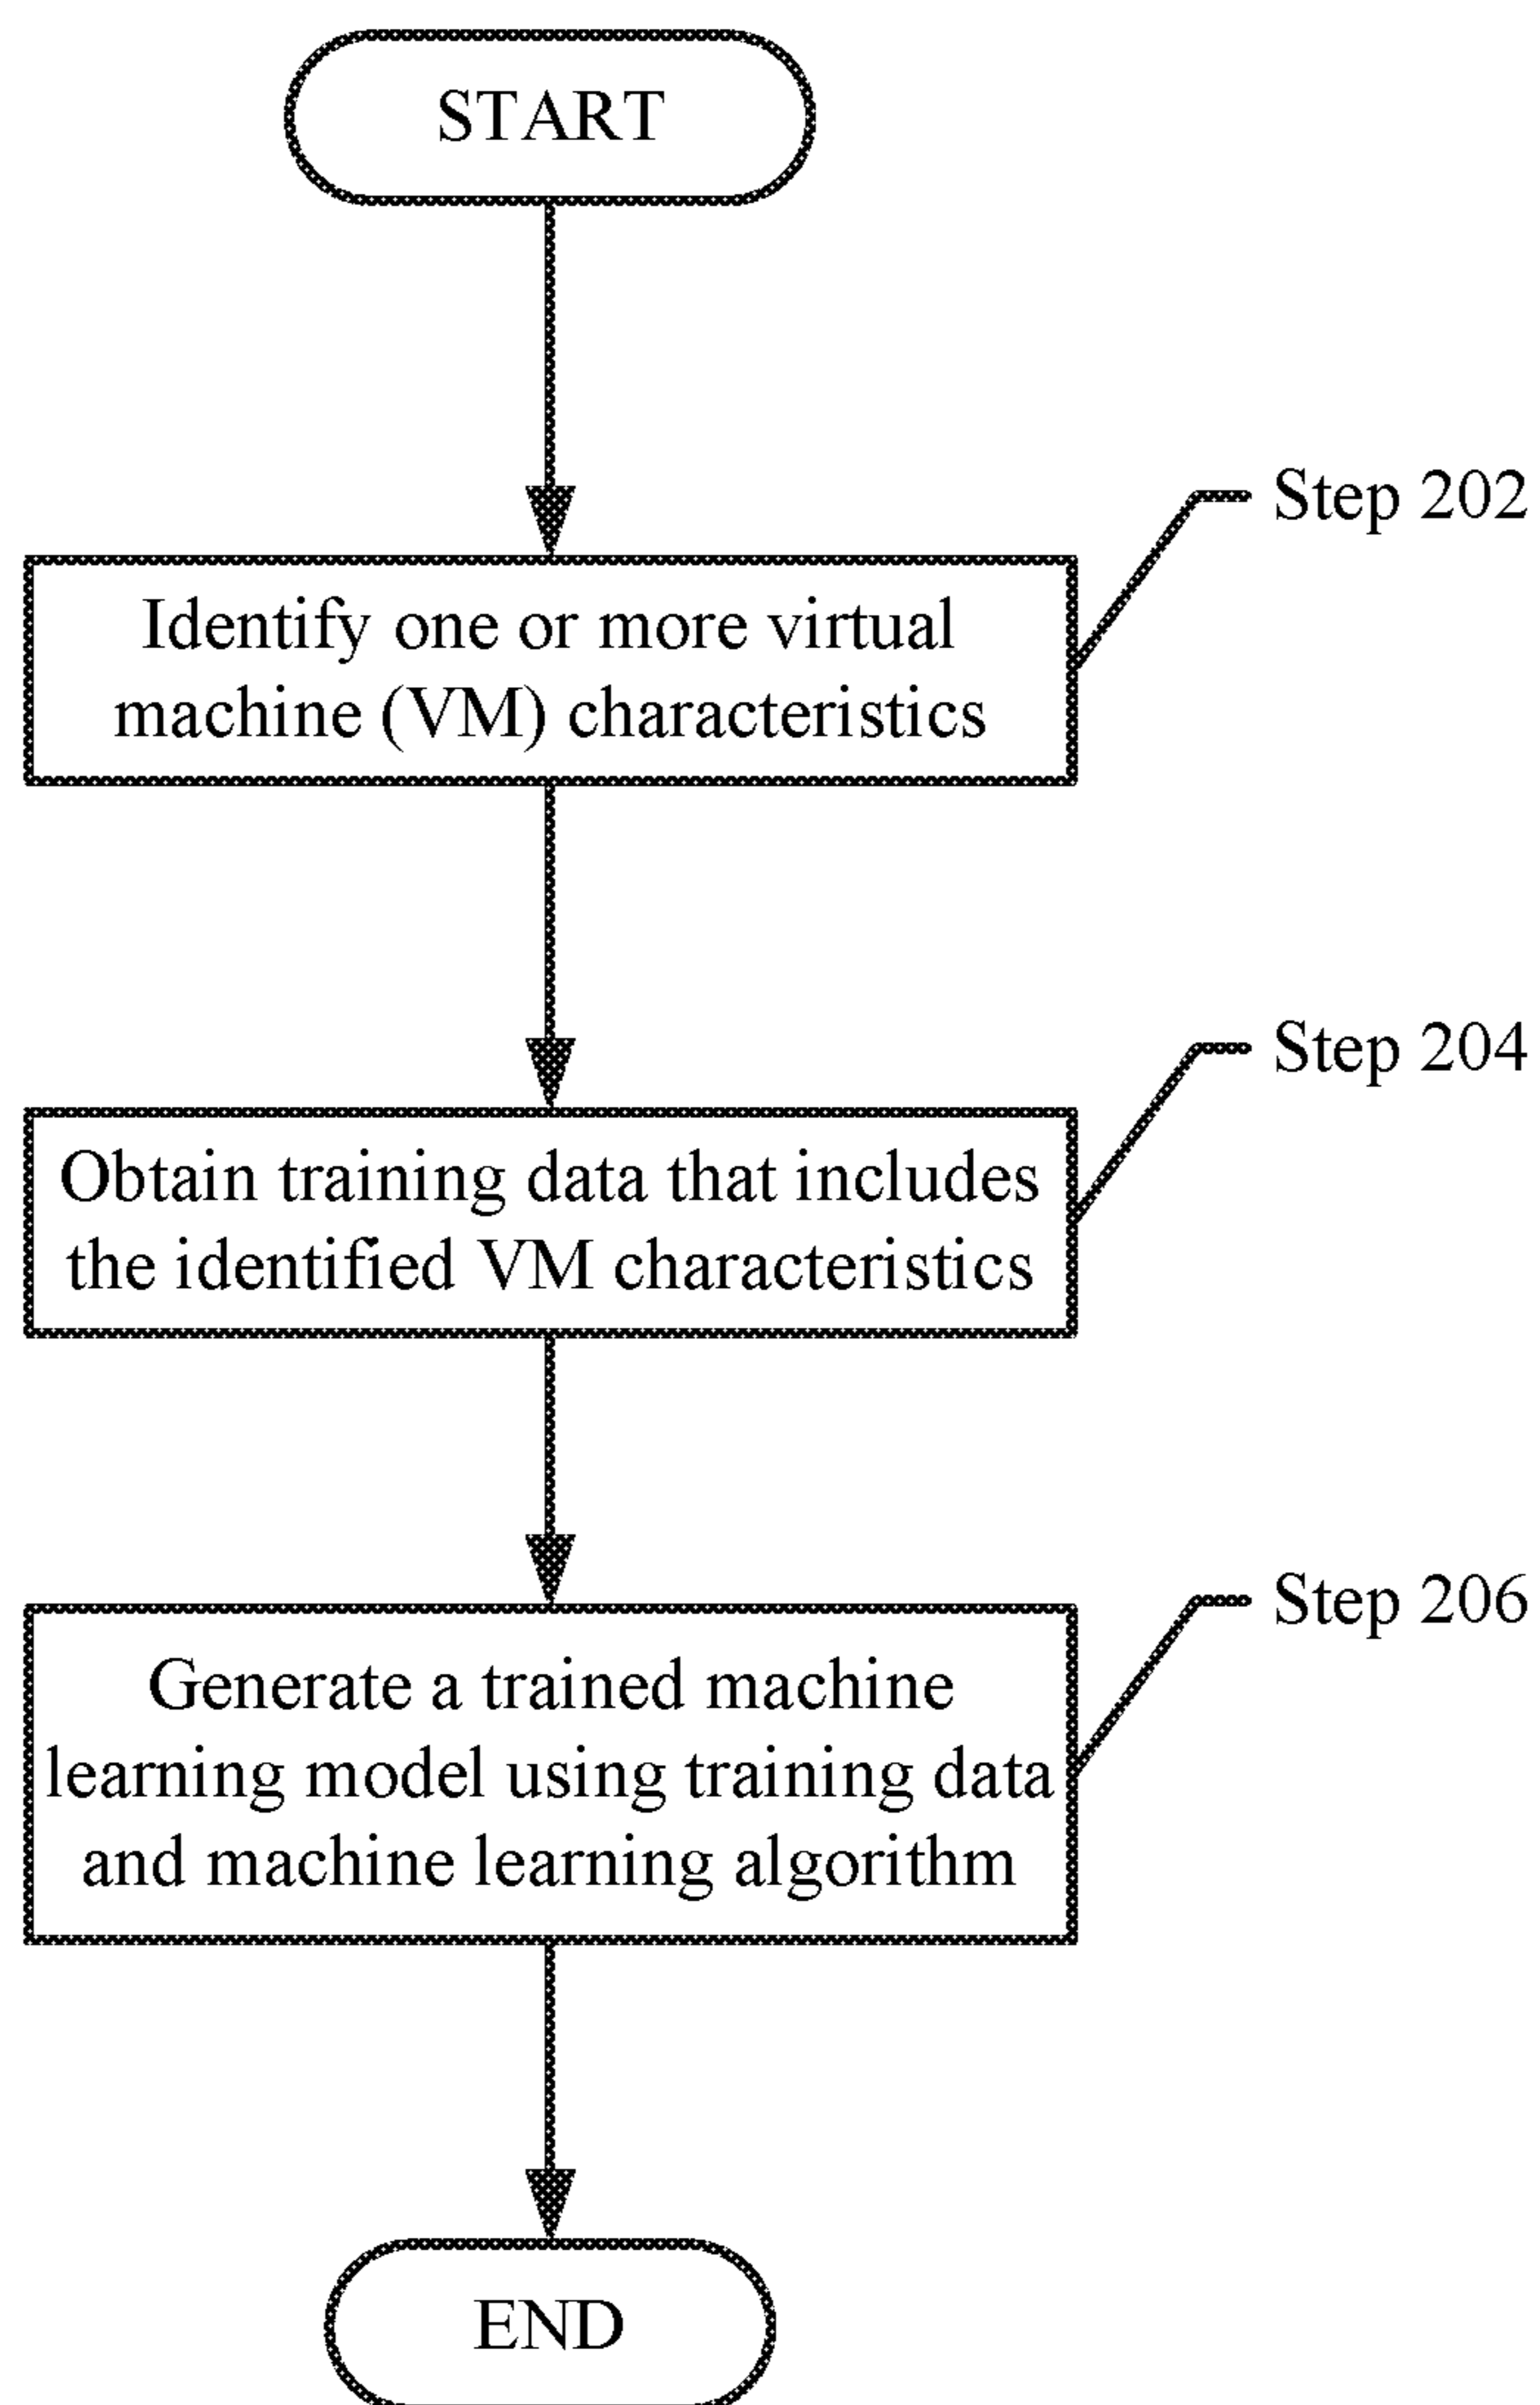 START
Step 202
Identify one or more virtual
machine (VM) characteristics
Step 204
Obtain training data that includes
the identified VM characteristics
Step 206
Generate a trained machine
learning model using training data
and machine learning algorithm
END